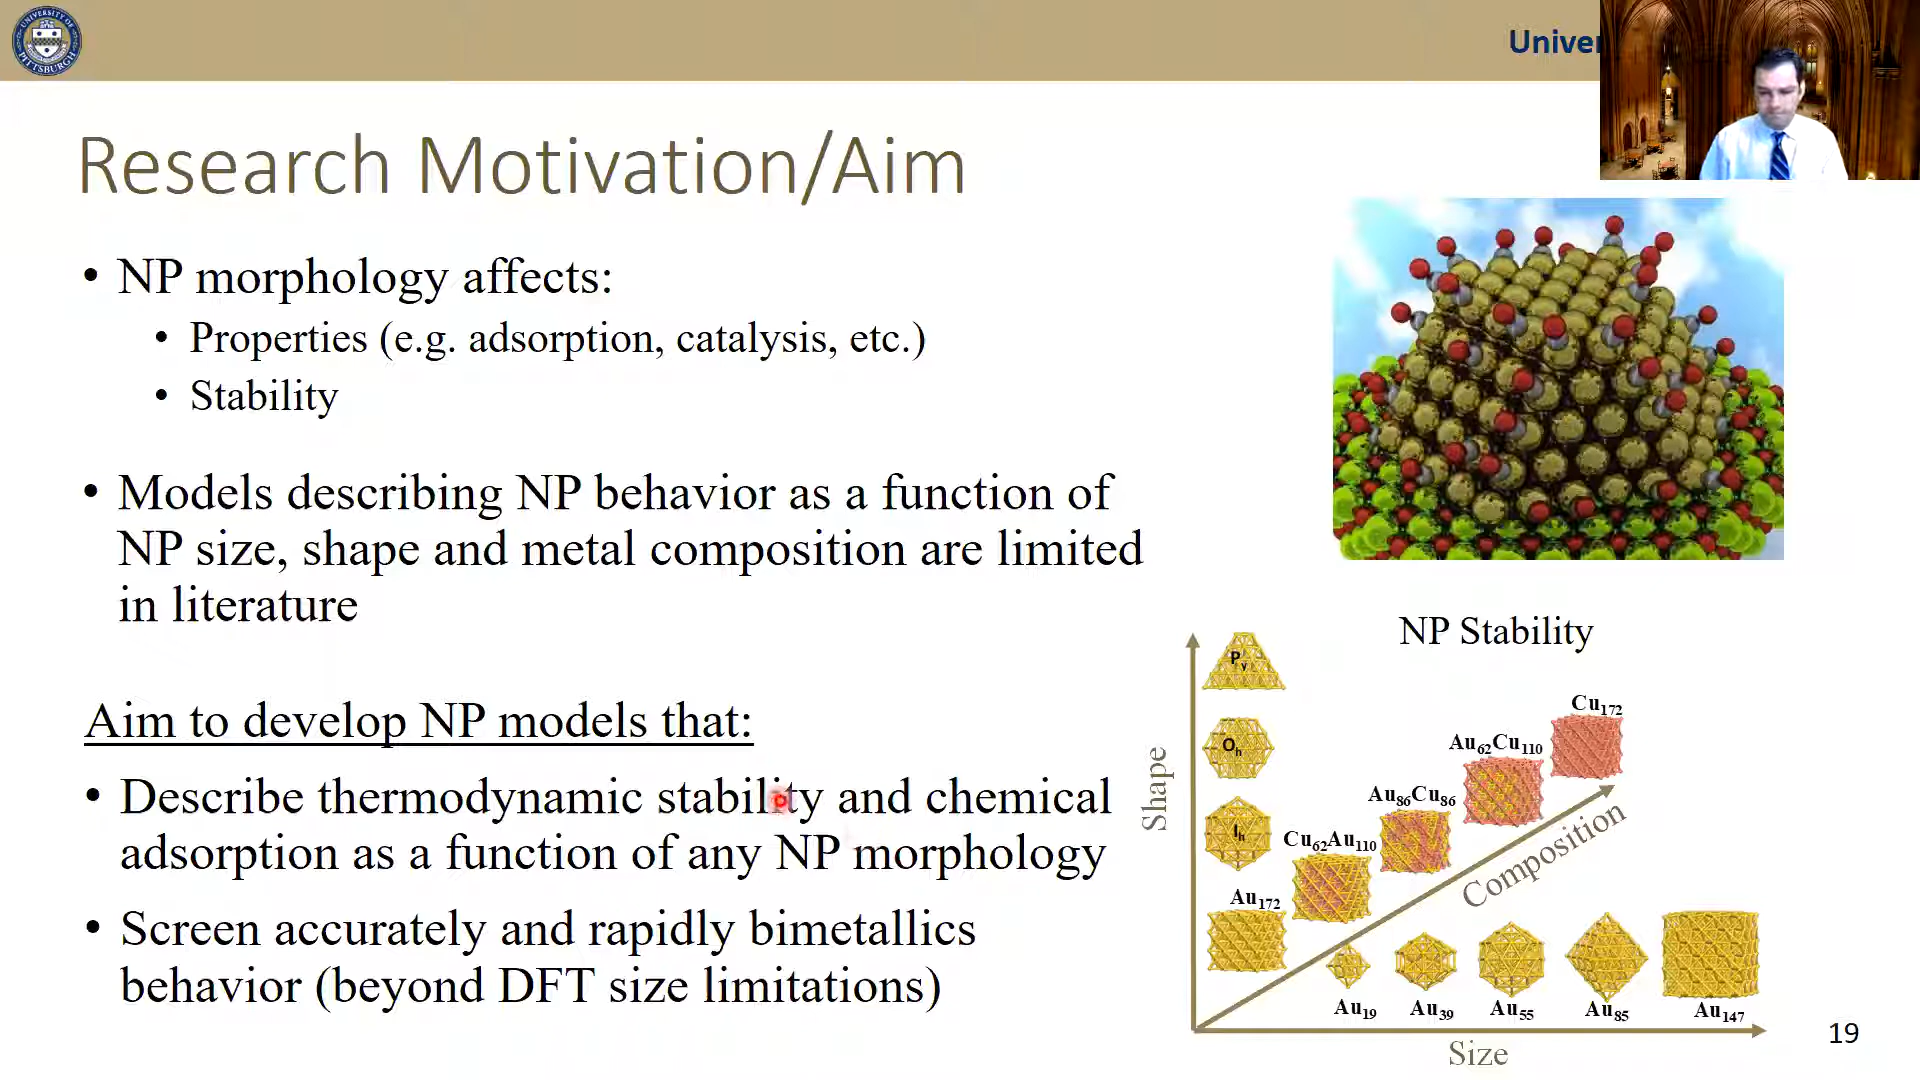 UNIVERSITY OF
PITTSBURGH
Research Motivation/Aim
• NP morphology affects:
• Properties (e.g. adsorption, catalysis, etc.)
• Stability
• Models describing NP behavior as a function of
NP size, shape and metal composition are limited
in literature
Aim to develop NP models that:
• Describe thermodynamic stability and chemical
adsorption as a function of any NP morphology
• Screen accurately and rapidly bimetallics
behavior (beyond DFT size limitations)
NP Stability
Shape
Pᵥ
Oₕ
Iₕ
Au₁₇₂
Cu₆₂Au₁₁₀
Au₈₆Cu₈₆
Au₆₂Cu₁₁₀
Cu₁₇₂
Composition
Au₁₉ Au₃₉ Au₅₅ Au₈₅ Au₁₄₇
Size
19